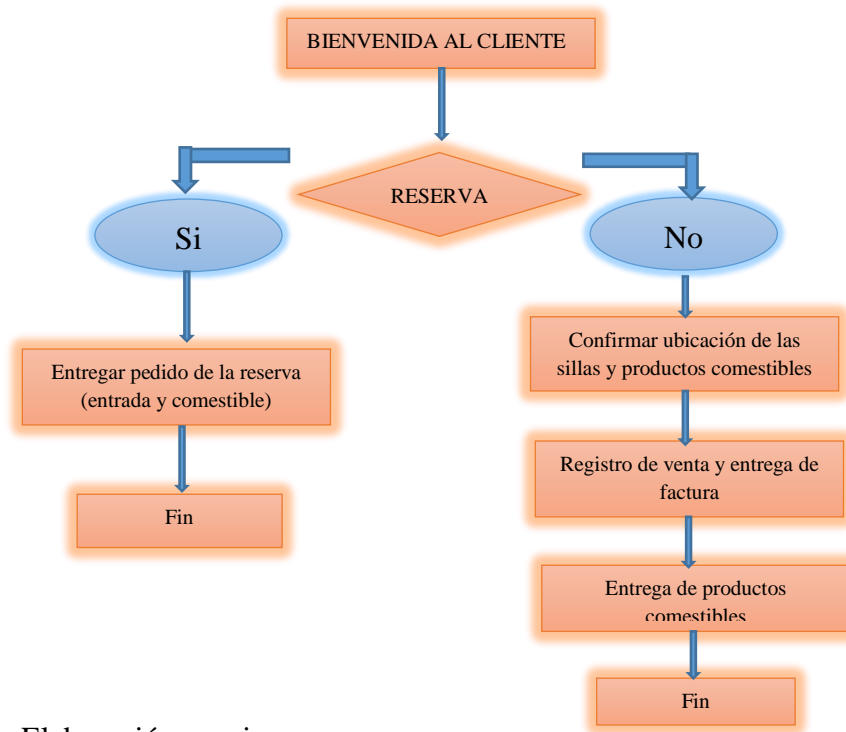 BIENVENIDA AL CLIENTE
RESERVA
Si
No
Entregar pedido de la reserva
(entrada y comestible)
Fin
Confirmar ubicación de las
sillas y productos comestibles
Registro de venta y entrega de
factura
Entrega de productos
comestibles
Fin